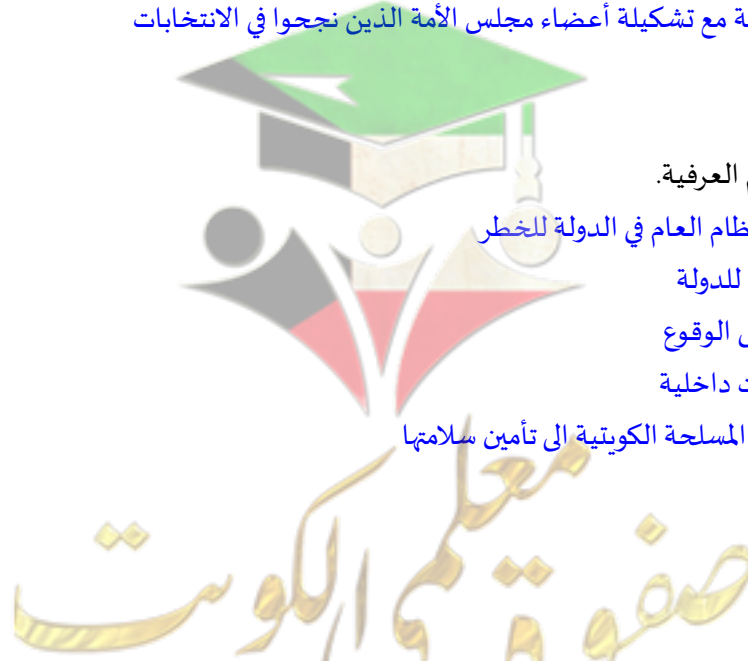 ة مع تشكيلة أعضاء مجلس الأمة الذين نجحوا في الانتخابات
العرفية.
ظام العام في الدولة للخطر
للدولة
الوقوع
ت داخلية
المسلحة الكويتية الى تأمين سلامتها
معلم
صفوة الكويت